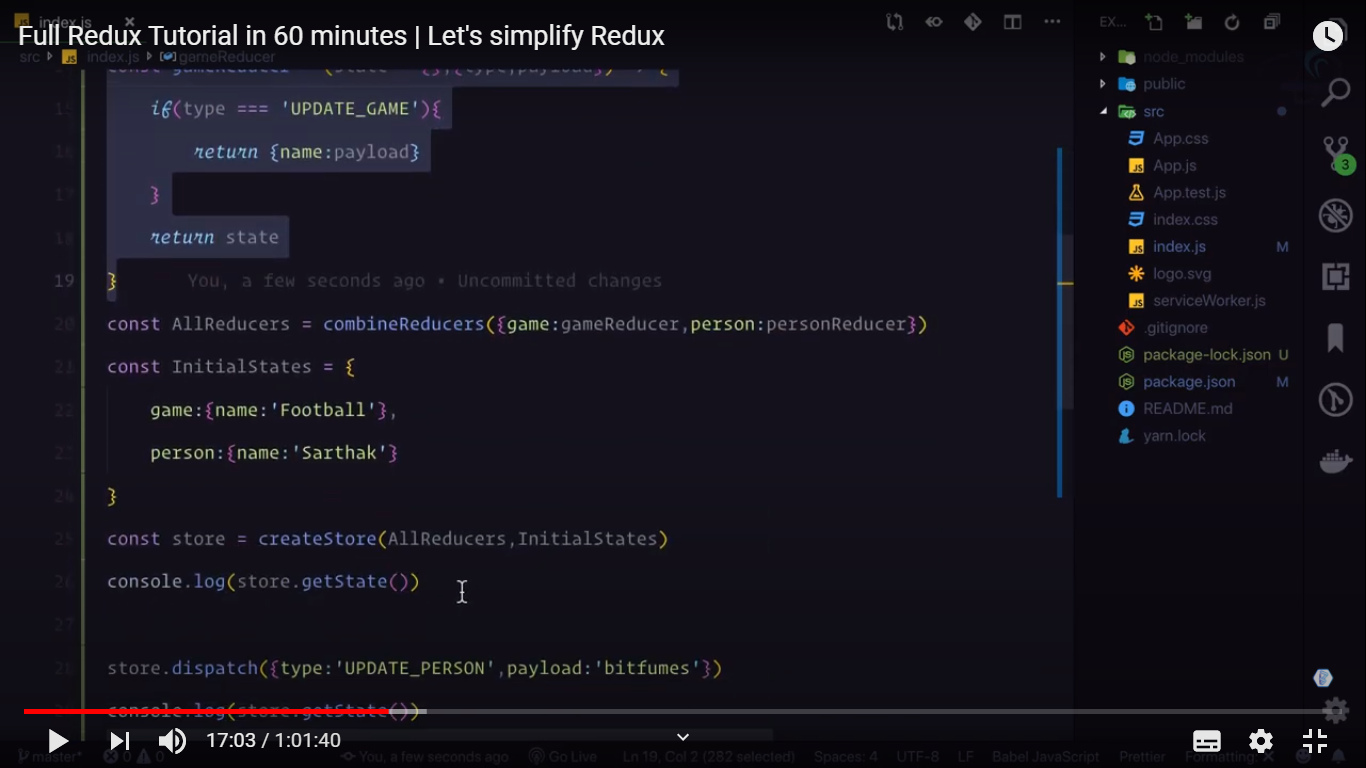 index.js
Full Redux Tutorial in 60 minutes | Let's simplify Redux
EX...
src index.js gameReducer
const gameReducer = (state = {},{type,payload}) => {
15 if(type === 'UPDATE_GAME'){
16 return {name:payload}
17 }
18 return state
19 } You, a few seconds ago • Uncommitted changes
20 const AllReducers = combineReducers({game:gameReducer,person:personReducer})
21 const InitialStates = {
22 game:{name:'Football'},
23 person:{name:'Sarthak'}
}
25 const store = createStore(AllReducers,InitialStates)
26 console.log(store.getState())
27
28 store.dispatch({type:'UPDATE_PERSON',payload:'bitfumes'})
console.log(store.getState())
node_modules
public
src
App.css
App.js
App.test.js
index.css
index.js M
logo.svg
serviceWorker.js
.gitignore
package-lock.json U
package.json M
README.md
yarn.lock
3
17:03 / 1:01:40
master* 0 0 You, a few seconds ago Go Live Ln 19, Col 2 (282 selected) Spaces: 4 UTF-8 LF Babel JavaScript Prettier Formatting: ×